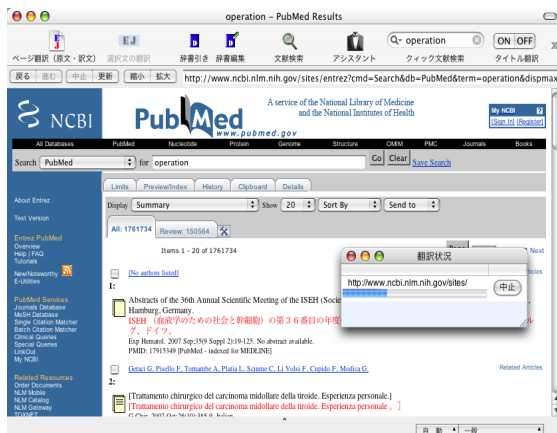 operation – PubMed Results
ページ翻訳（原文・訳文） 選択文の翻訳 辞書引き 辞書編集 文献検索 アシスタント クィック文献検索 タイトル翻訳
operation
ON OFF
戻る 進む 中止 更新 縮小 拡大 http://www.ncbi.nlm.nih.gov/sites/entrez?cmd=Search&db=PubMed&term=operation&dispmax
NCBI
PubMed
www.pubmed.gov
A service of the National Library of Medicine
and the National Institutes of Health
My NCBI
[Sign In] [Register]
All Databases PubMed Nucleotide Protein Genome Structure OMIM PMC Journals Books
Search PubMed for operation Go Clear Save Search
Limits Preview/Index History Clipboard Details
Display Summary Show 20 Sort By Send to
All: 1761734 Review: 150564
Items 1 - 20 of 1761734
Next
About Entrez
Text Version
Entrez PubMed
Overview
Help | FAQ
Tutorials
New/Noteworthy
E-Utilities
PubMed Services
Journals Database
MeSH Database
Single Citation Matcher
Batch Citation Matcher
Clinical Queries
Special Queries
LinkOut
My NCBI
Related Resources
Order Documents
NLM Mobile
NLM Catalog
NLM Gateway
TOXNET
翻訳状況
http://www.ncbi.nlm.nih.gov/sites/
中止
[No authors listed]
1:
Abstracts of the 36th Annual Scientific Meeting of the ISEH
Hamburg, Germany.
ISEH （血液学のための社会と幹細胞）の第３６番目の年度
グ、ドイツ。
Exp Hematol. 2007 Sep;35(9 Suppl 2):19-125. No abstract available.
PMID: 17915349 [PubMed - indexed for MEDLINE]
Geraci G, Pisello F, Tomambe A, Platia L, Sciume C, Li Volsi F, Cupido F, Modica G.
Related Articles
2:
[Trattamento chirurgico del carcinoma midollare della tiroide. Esperienza personale.]
[Trattamento chirurgico del carcinoma midollare della tiroide. Esperienza personale 。 ]
G Chir. 2007 Oct;28(10):385-9. Italian.
自 動 一般